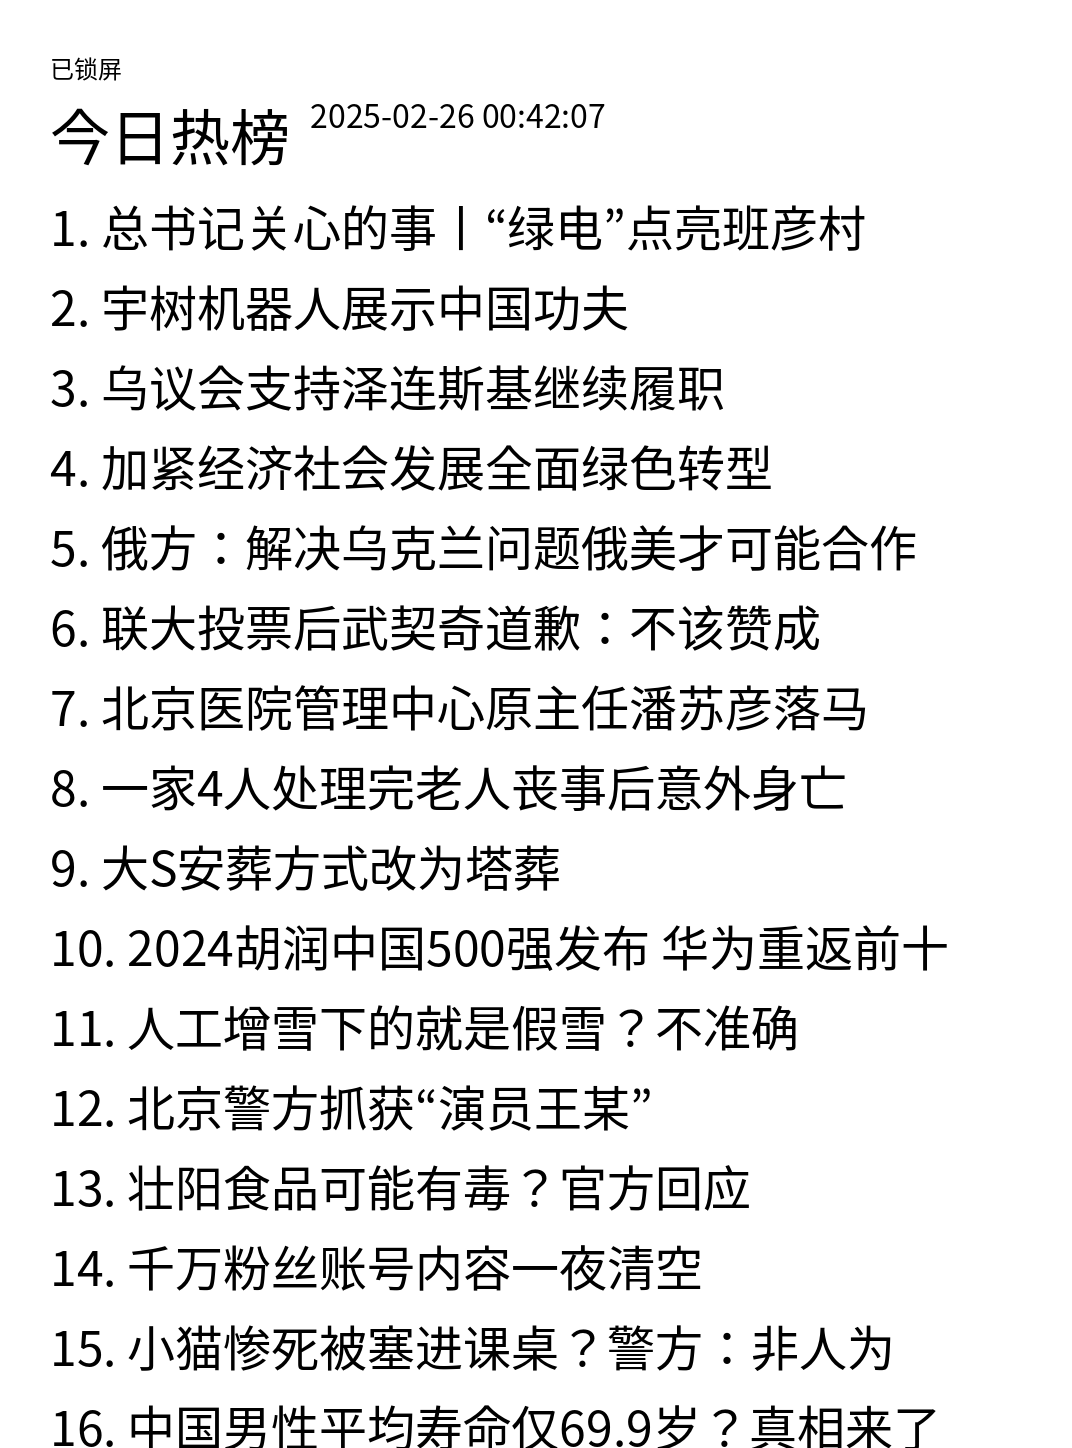 已锁屏
今日热榜 2025-02-26 00:42:07
1. 总书记关心的事丨“绿电”点亮班彦村
2. 宇树机器人展示中国功夫
3. 乌议会支持泽连斯基继续履职
4. 加紧经济社会发展全面绿色转型
5. 俄方：解决乌克兰问题俄美才可能合作
6. 联大投票后武契奇道歉：不该赞成
7. 北京医院管理中心原主任潘苏彦落马
8. 一家4人处理完老人丧事后意外身亡
9. 大S安葬方式改为塔葬
10. 2024胡润中国500强发布 华为重返前十
11. 人工增雪下的就是假雪？不准确
12. 北京警方抓获“演员王某”
13. 壮阳食品可能有毒？官方回应
14. 千万粉丝账号内容一夜清空
15. 小猫惨死被塞进课桌？警方：非人为
16. 中国男性平均寿命仅69.9岁？真相来了